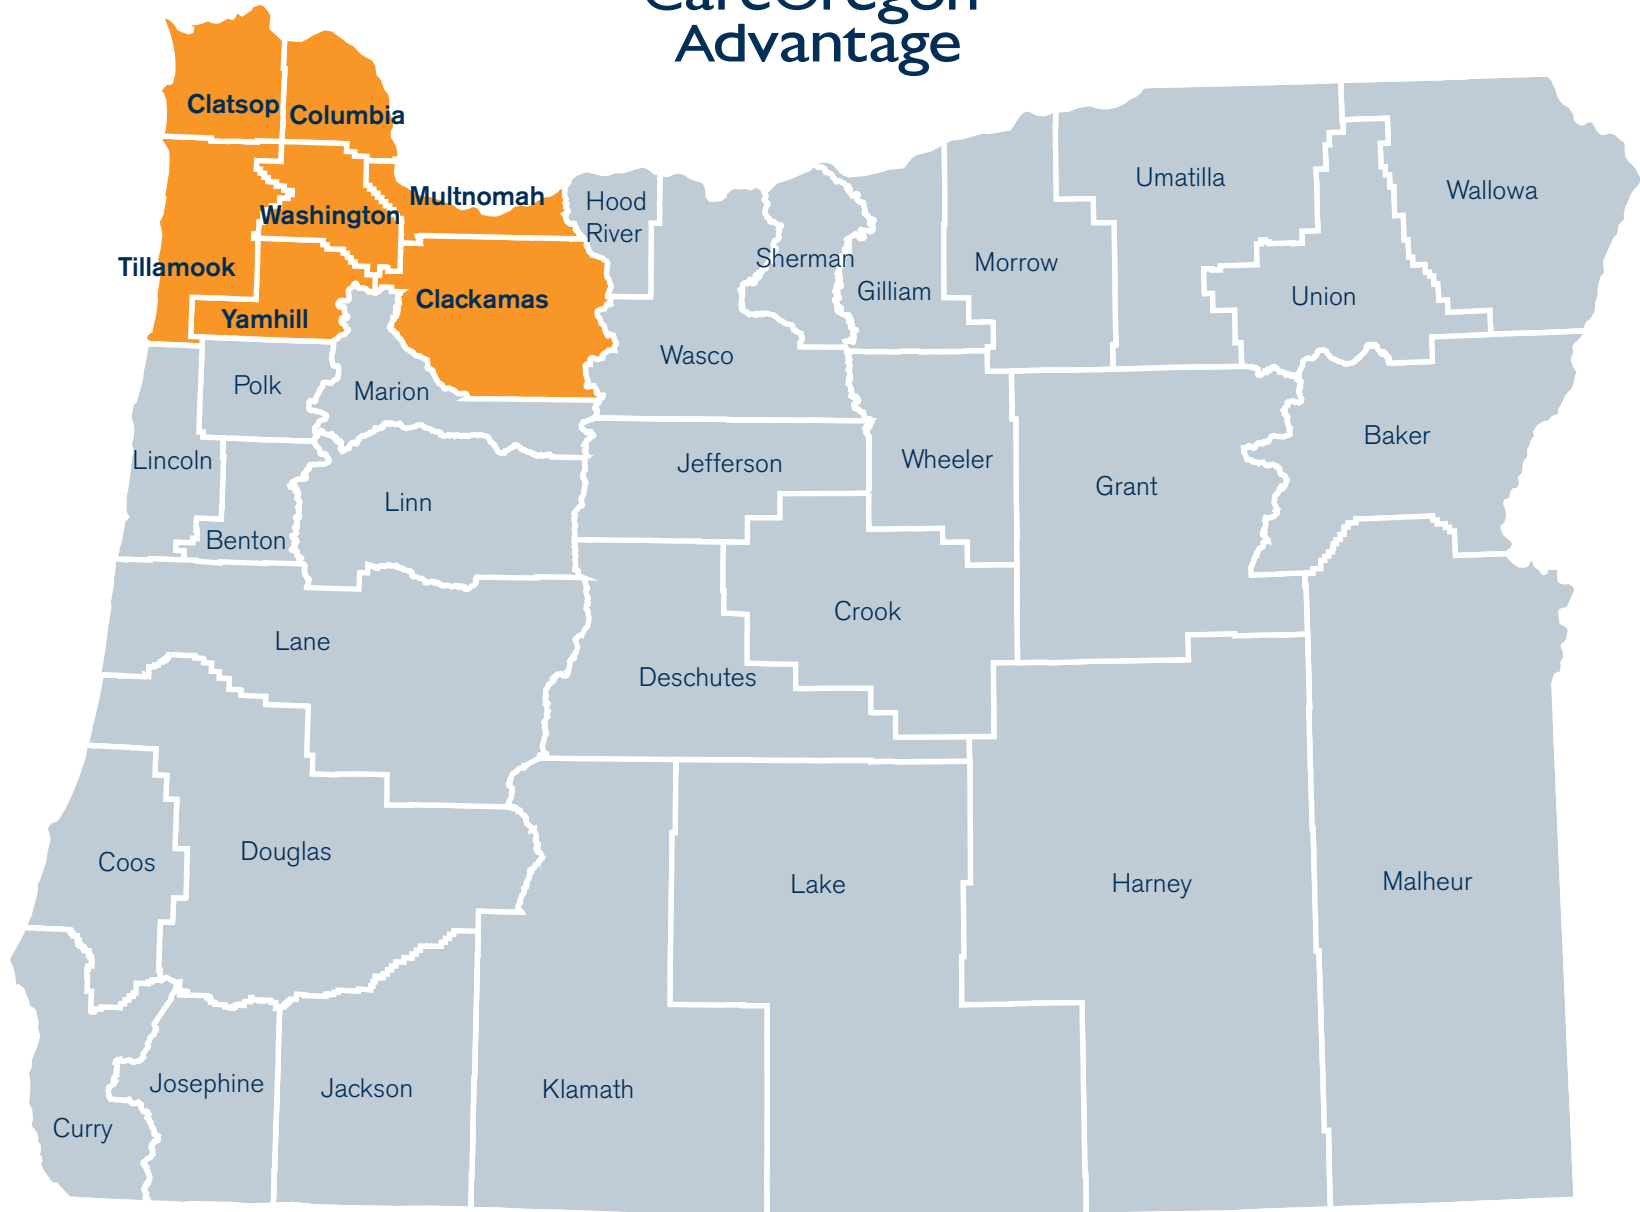 CareOregon
Advantage
Clatsop
Columbia
Multnomah
Washington
Tillamook
Yamhill
Clackamas
Hood
River
Sherman
Gilliam
Morrow
Umatilla
Union
Wallowa
Wasco
Polk
Marion
Lincoln
Benton
Linn
Jefferson
Wheeler
Grant
Baker
Crook
Deschutes
Lane
Coos
Douglas
Lake
Harney
Malheur
Curry
Josephine
Jackson
Klamath